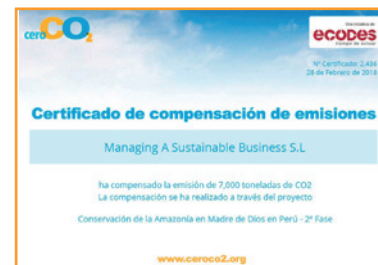 ceroCO2
Una iniciativa de
ecodes
tiempo de actuar
Nº Certificado: 2,436
28 de Febrero de 2018
Certificado de compensación de emisiones
Managing A Sustainable Business S.L
ha compensado la emisión de 7,000 toneladas de CO2
La compensación se ha realizado a través del proyecto
Conservación de la Amazonía en Madre de Dios en Perú - 2ª Fase
www.ceroco2.org